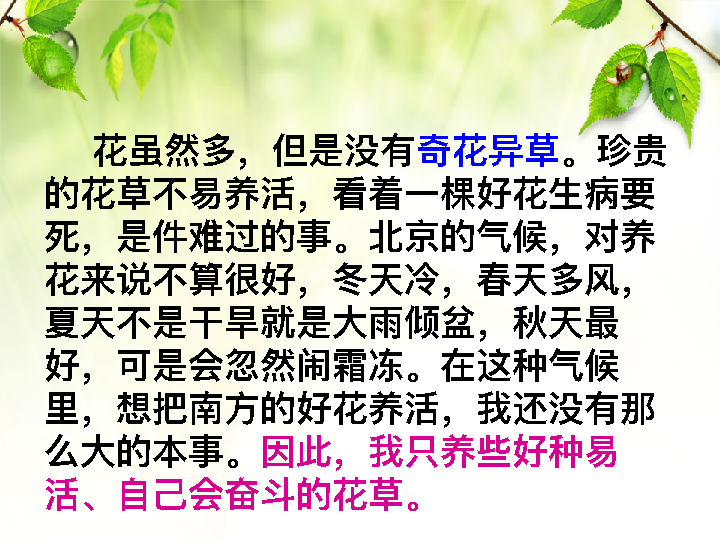 花虽然多，但是没有奇花异草。珍贵
的花草不易养活，看着一棵好花生病要
死，是件难过的事。北京的气候，对养
花来说不算很好，冬天冷，春天多风，
夏天不是干旱就是大雨倾盆，秋天最
好，可是会忽然闹霜冻。在这种气候
里，想把南方的好花养活，我还没有那
么大的本事。因此，我只养些好种易
活、自己会奋斗的花草。